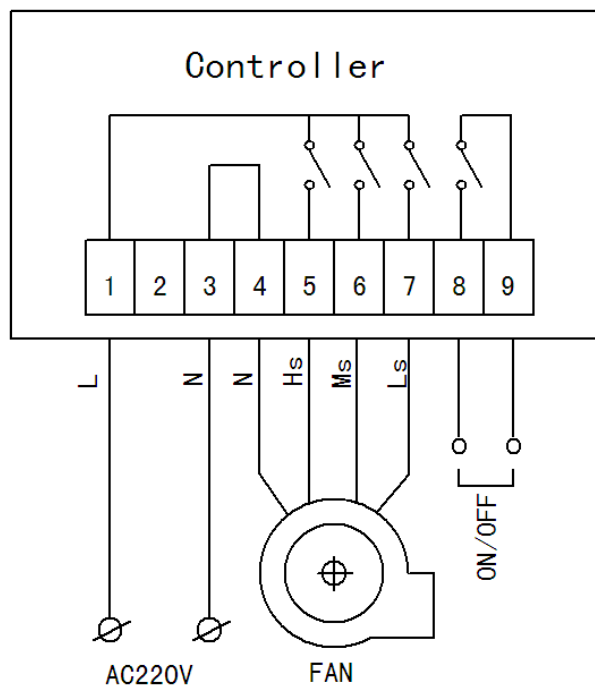 Controller
1 2 3 4 5 6 7 8 9
L N N Hs Ms Ls
ON/OFF
AC220V FAN